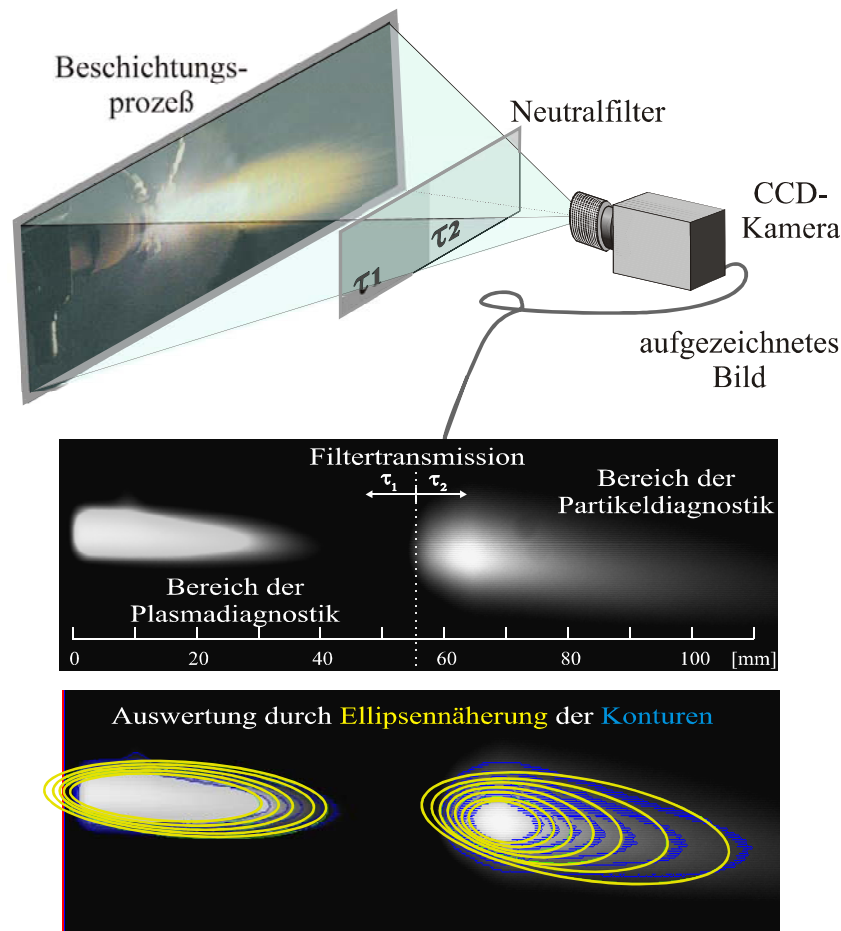 Beschichtungs-
prozeß
Neutralfilter
CCD-
Kamera
τ1
τ2
aufgezeichnetes
Bild
Filtertransmission
τ1
τ2
Bereich der
Partikeldiagnostik
Bereich der
Plasmadiagnostik
0 20 40 60 80 100 [mm]
Auswertung durch Ellipsennäherung der Konturen